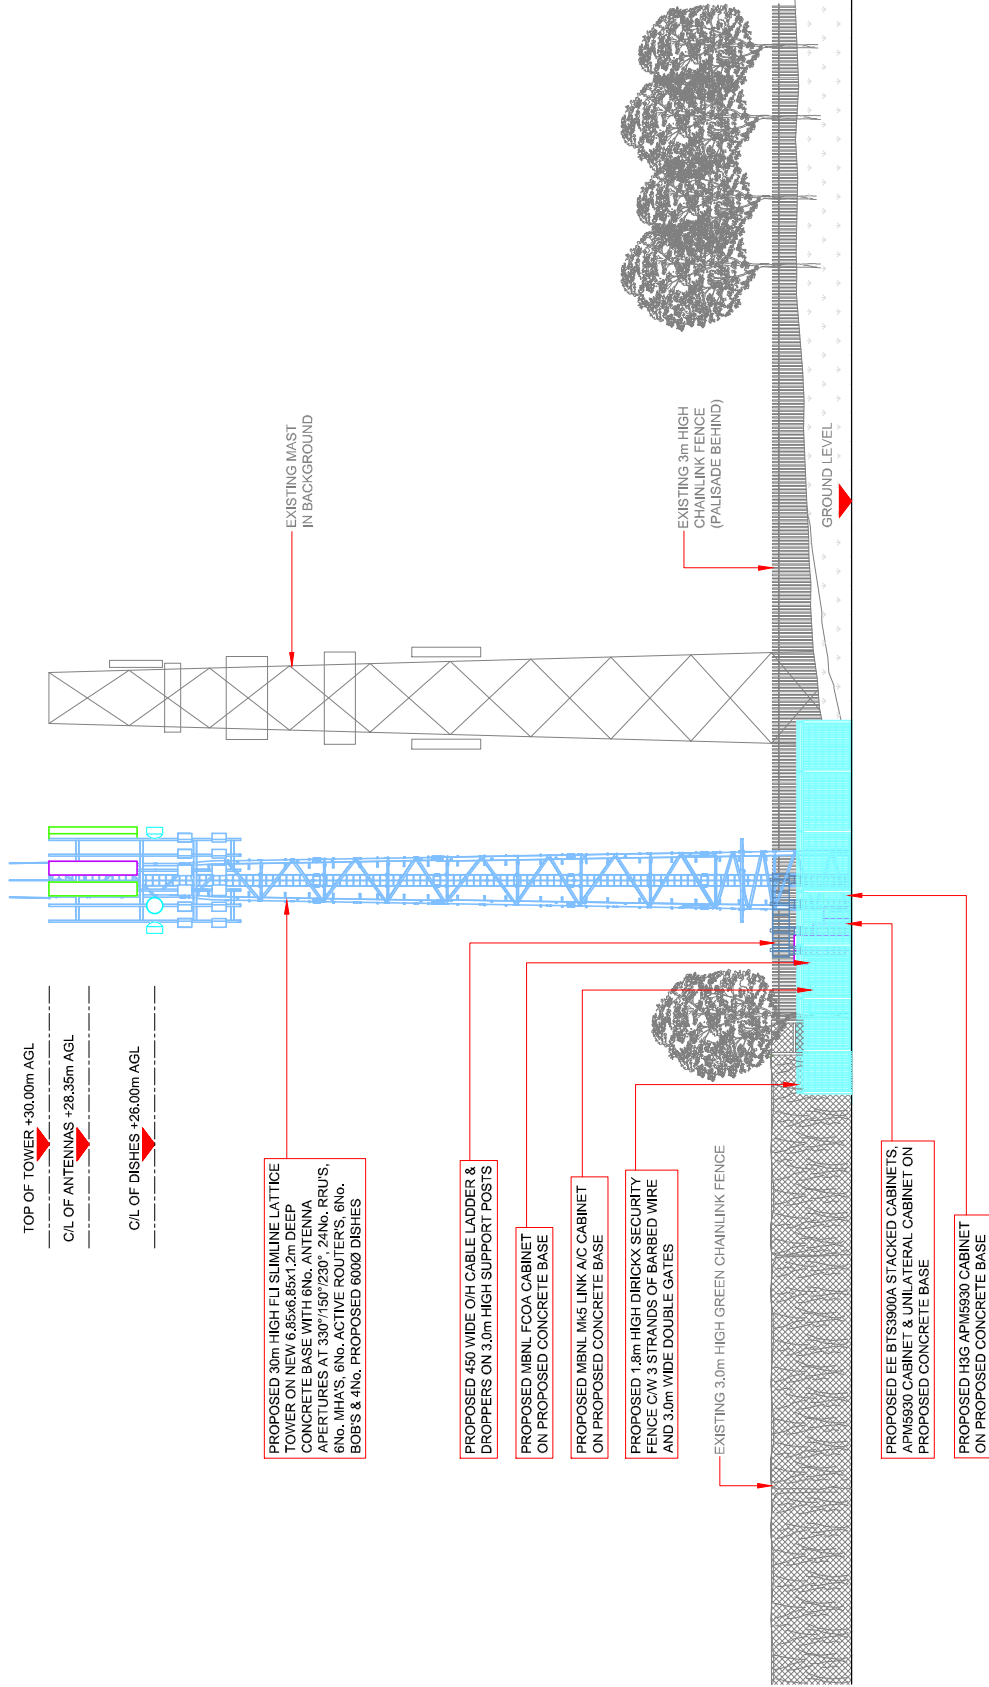 TOP OF TOWER +30.00m AGL
C/L OF ANTENNAS +28.35m AGL
C/L OF DISHES +26.00m AGL
PROPOSED 30m HIGH FLI SLIMLINE LATTICE
TOWER ON NEW 6.85x6.85x1.2m DEEP
CONCRETE BASE WITH 6No. ANTENNA
APERTURES AT 330°/150°/230°, 24No. RRU'S,
6No. MHA'S, 6No. ACTIVE ROUTER'S, 6No.
BOB'S & 4No. PROPOSED 600Ø DISHES
EXISTING MAST
IN BACKGROUND
PROPOSED 450 WIDE O/H CABLE LADDER &
DROPPERS ON 3.0m HIGH SUPPORT POSTS
PROPOSED MBNL FCOA CABINET
ON PROPOSED CONCRETE BASE
PROPOSED MBNL Mk5 LINK A/C CABINET
ON PROPOSED CONCRETE BASE
PROPOSED 1.8m HIGH DIRICKX SECURITY
FENCE C/W 3 STRANDS OF BARBED WIRE
AND 3.0m WIDE DOUBLE GATES
EXISTING 3.0m HIGH GREEN CHAINLINK FENCE
EXISTING 3m HIGH
CHAINLINK FENCE
(PALISADE BEHIND)
GROUND LEVEL
PROPOSED EE BTS3900A STACKED CABINETS,
APM5930 CABINET & UNILATERAL CABINET ON
PROPOSED CONCRETE BASE
PROPOSED H3G APM5930 CABINET
ON PROPOSED CONCRETE BASE